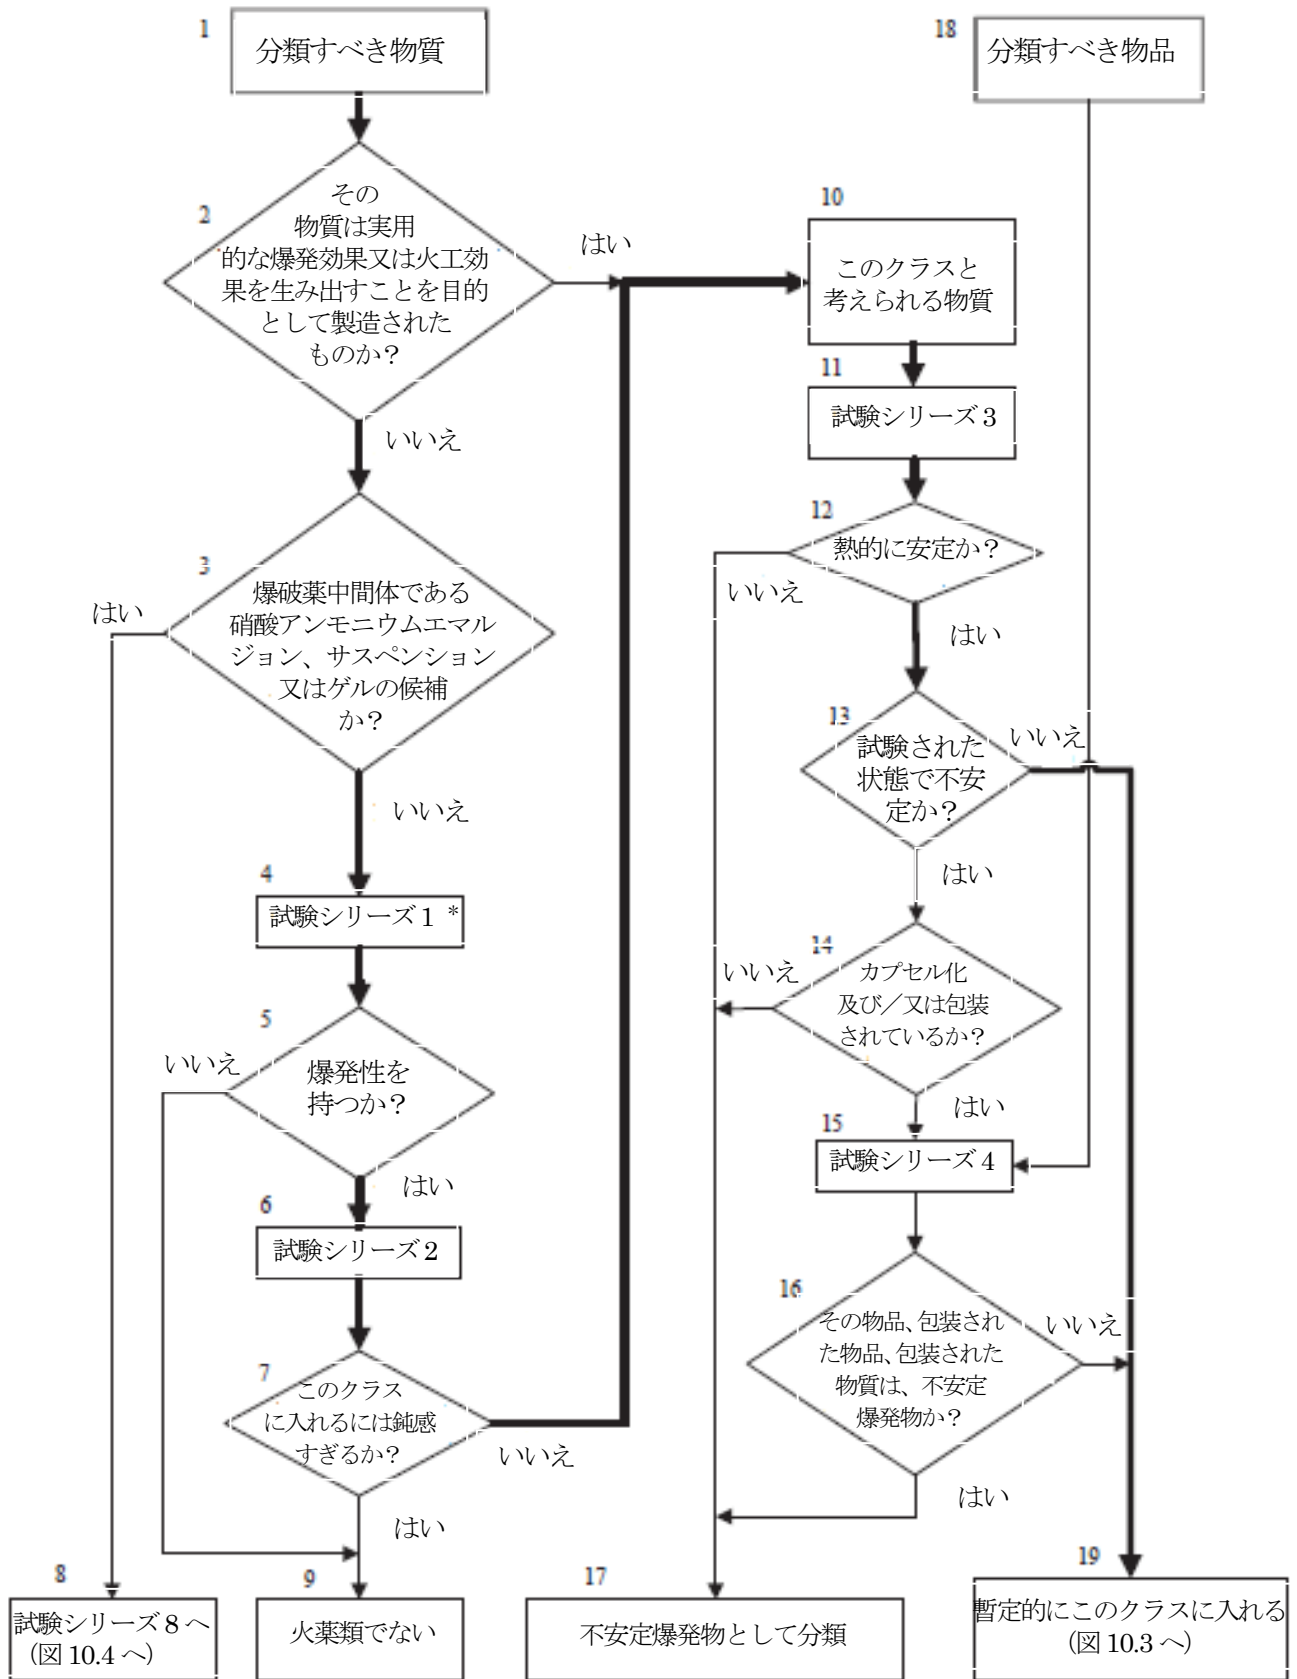 1
分類すべき物質
2
その
物質は実用
的な爆発効果又は火工効
果を生み出すことを目的
として製造された
ものか？
はい
いいえ
3
爆破薬中間体である
硝酸アンモニウムエマル
ジョン、サスペンション
又はゲルの候補
か？
はい
いいえ
4
試験シリーズ１ *
5
爆発性を
持つか？
いいえ
はい
6
試験シリーズ２
7
このクラス
に入れるには鈍感
すぎるか？
いいえ
はい
8
試験シリーズ８へ
（図 10.4 へ）
9
火薬類でない
10
このクラスと
考えられる物質
11
試験シリーズ３
12
熱的に安定か？
いいえ
はい
13
試験された
状態で不安
定か？
いいえ
はい
14
カプセル化
及び／又は包装
されているか？
いいえ
はい
15
試験シリーズ４
16
その物品、包装され
た物品、包装された
物質は、不安定
爆発物か？
いいえ
はい
17
不安定爆発物として分類
18
分類すべき物品
19
暫定的にこのクラスに入れる
（図 10.3 へ）